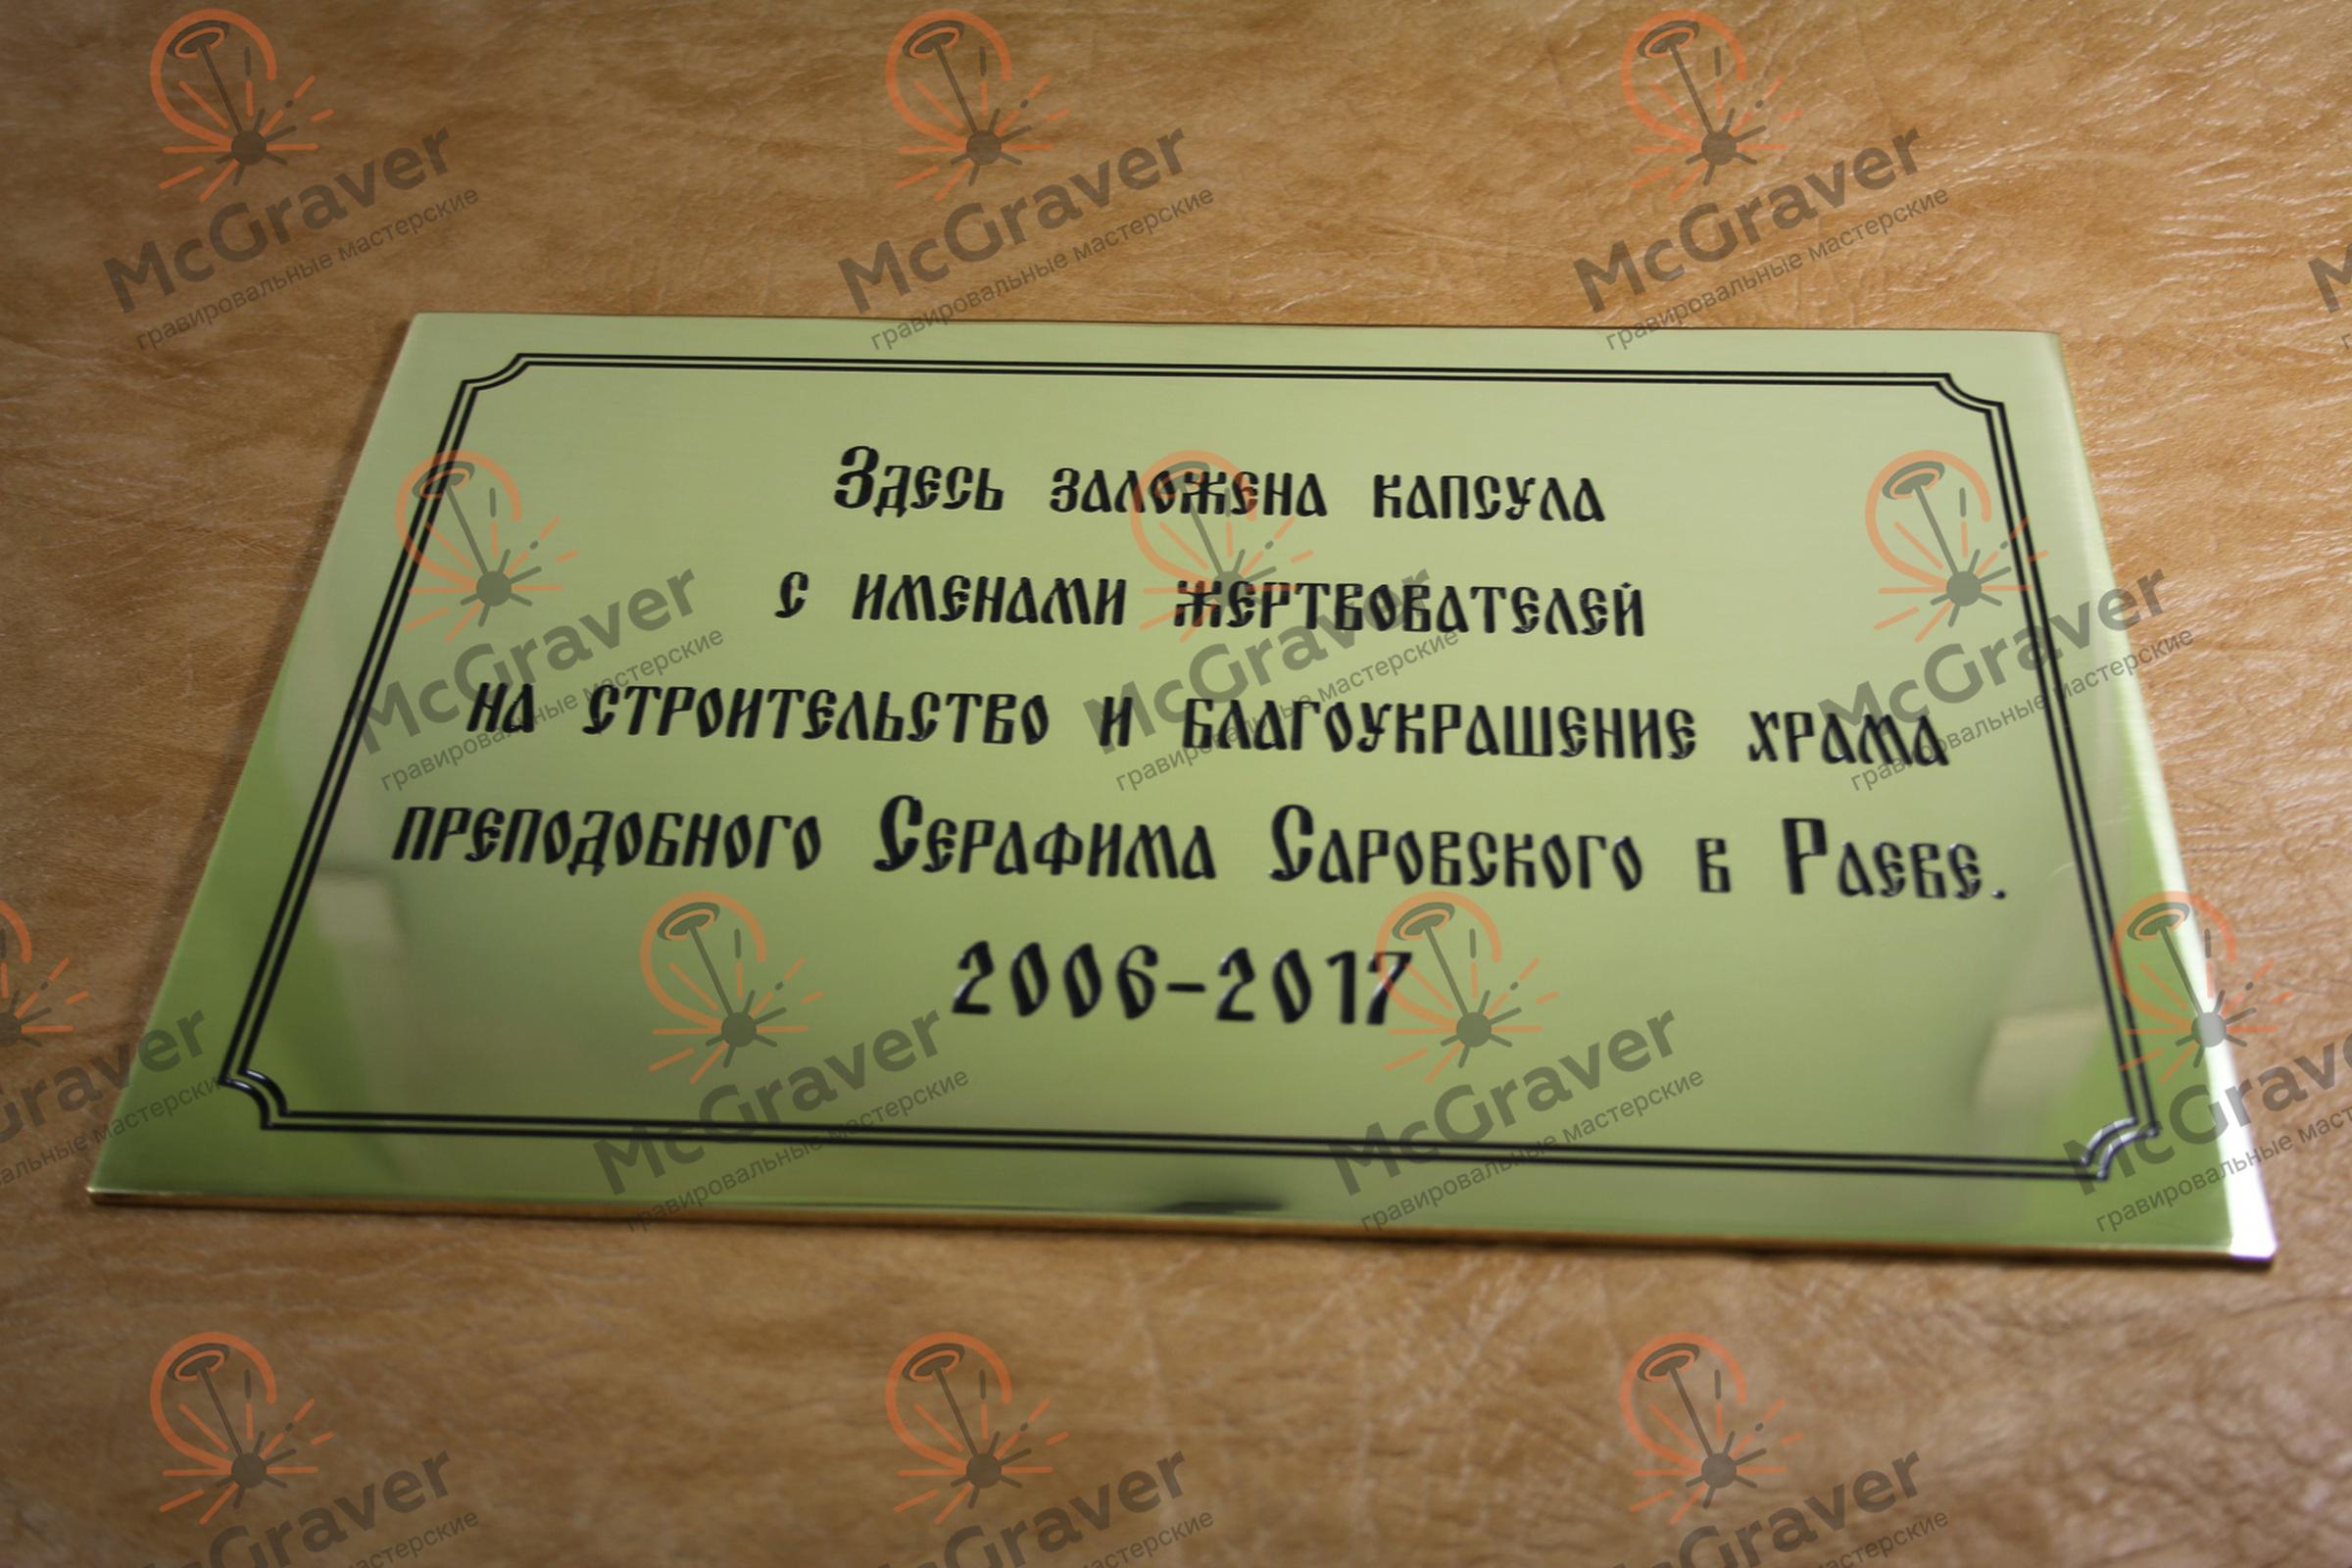 Здесь заложена капсула
с именами жертвователей
на строительство и благоукрашение храма
преподобного Серафима Саровского в Раеве.
2006-2017
McGraver
гравировальные мастерские